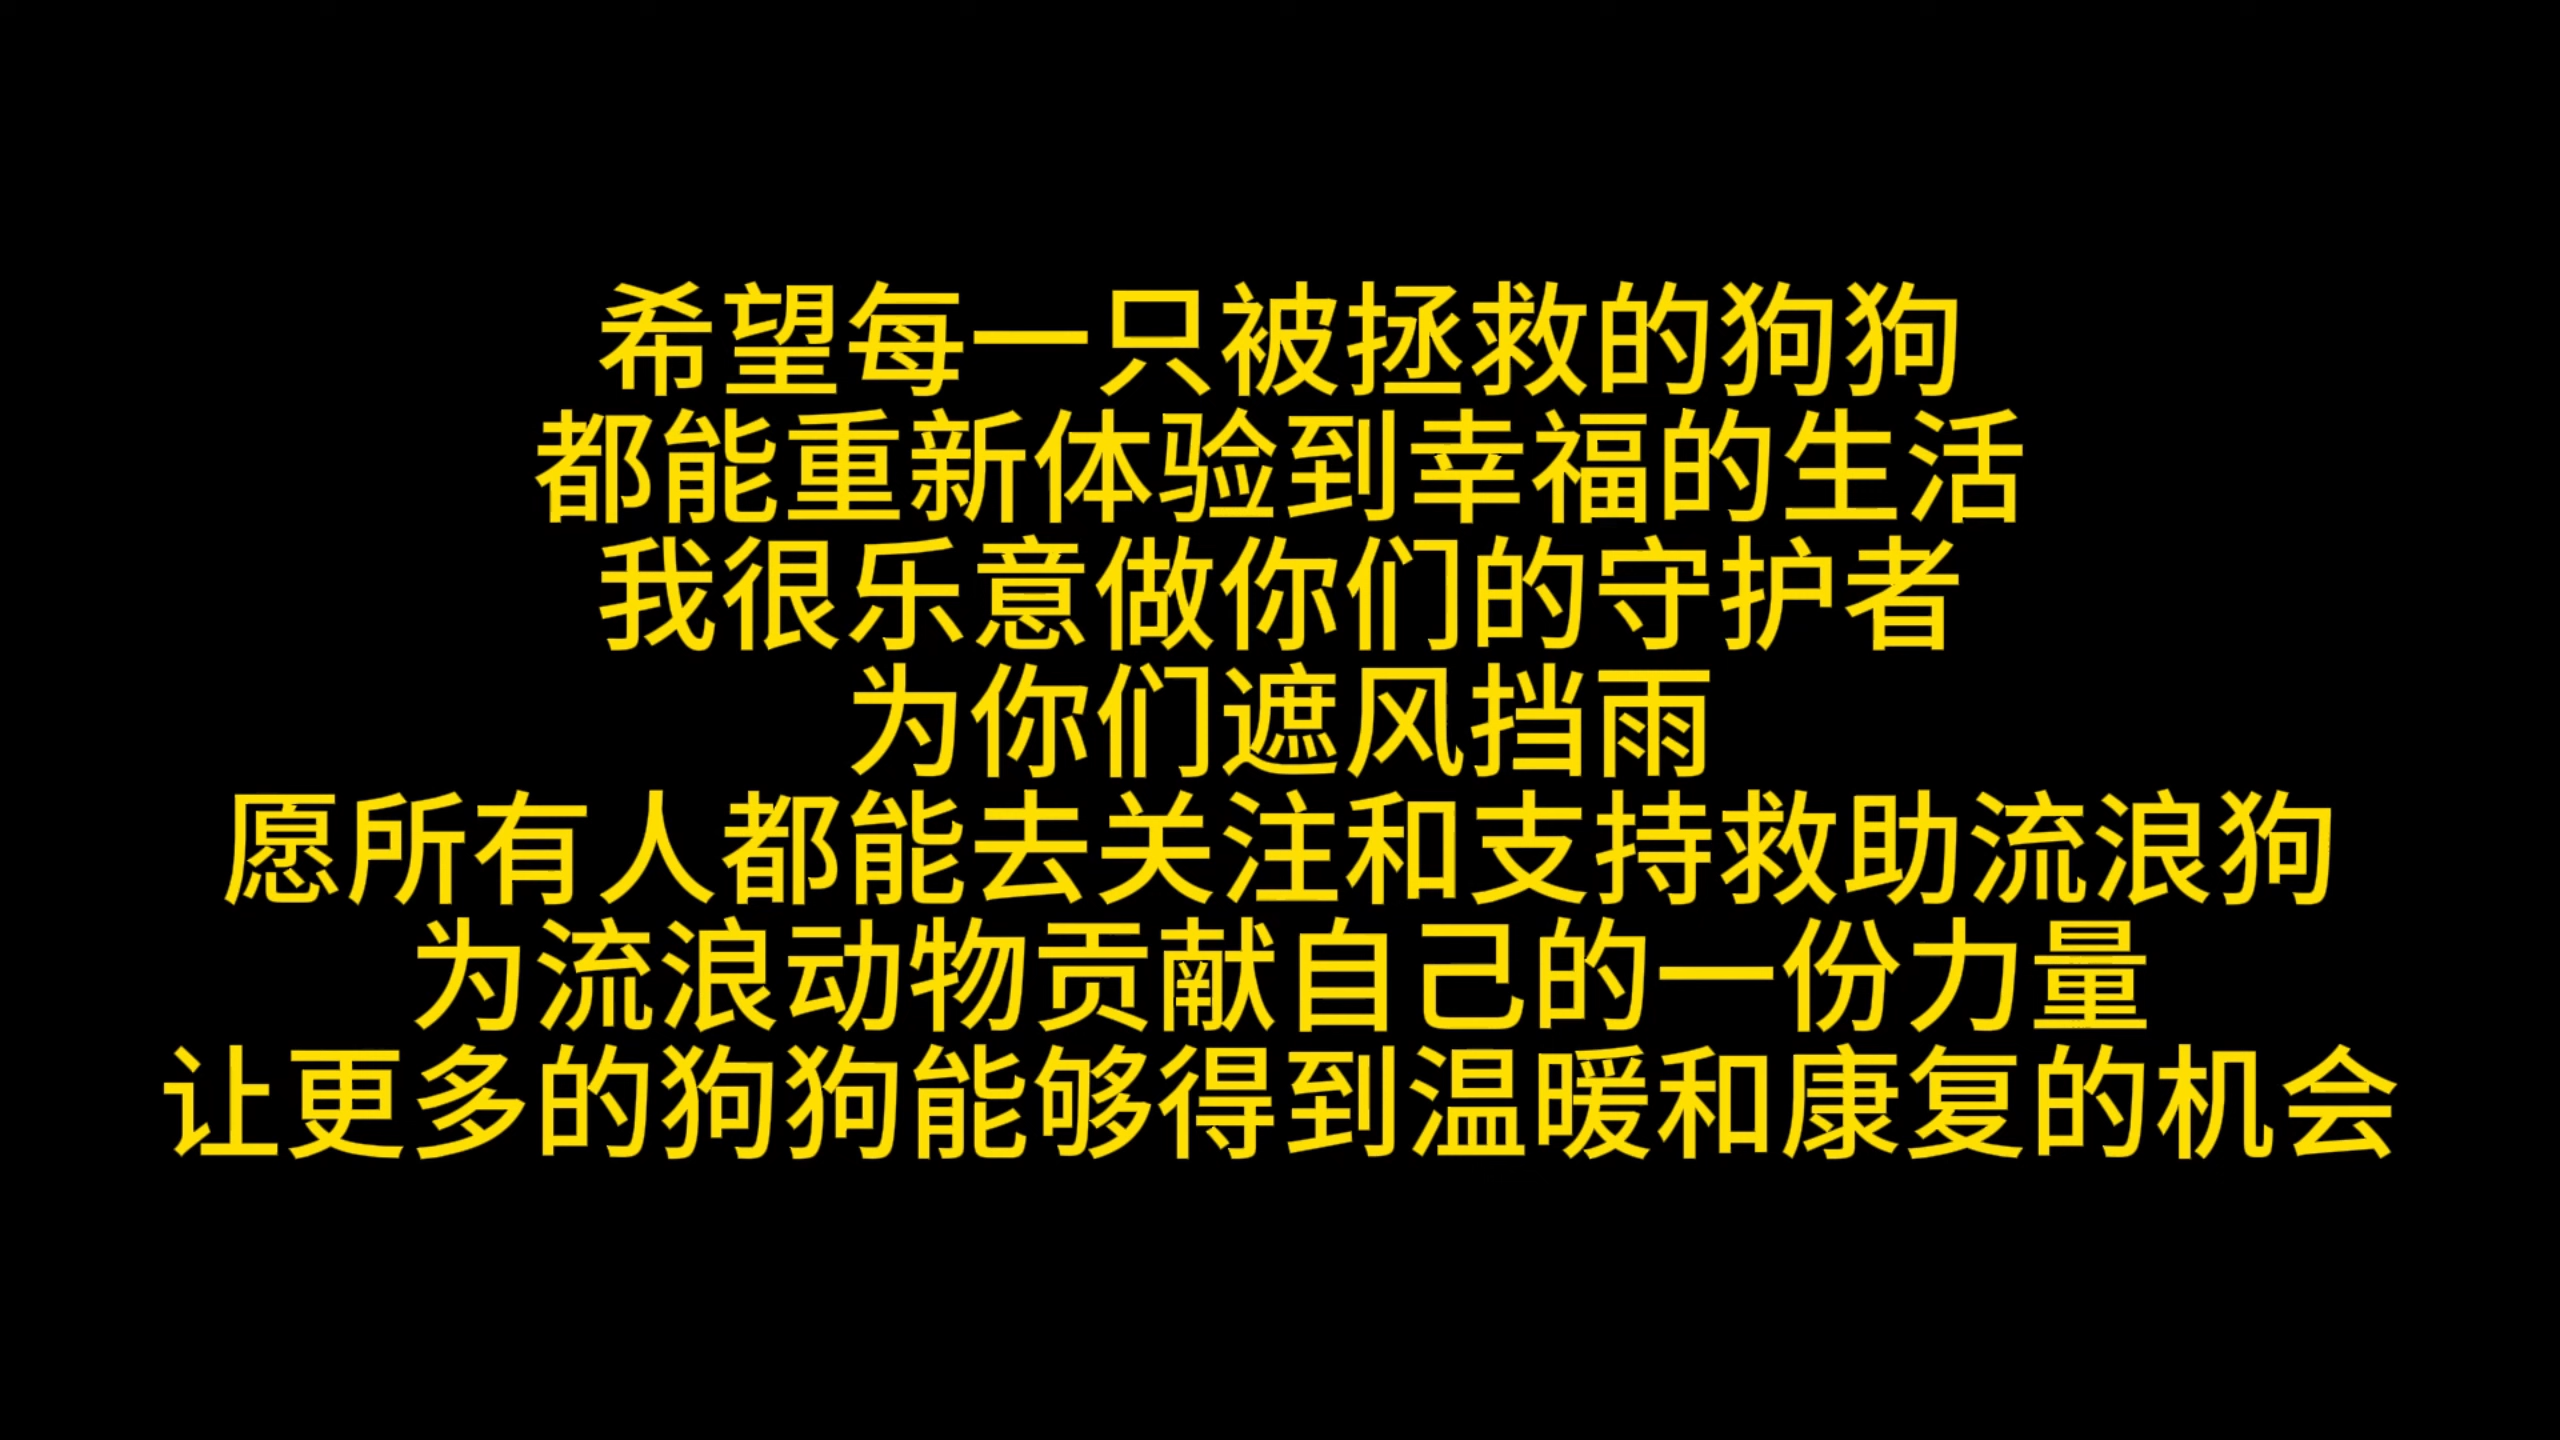 希望每一只被拯救的狗狗
都能重新体验到幸福的生活
我很乐意做你们的守护者
为你们遮风挡雨
愿所有人都能去关注和支持救助流浪狗
为流浪动物贡献自己的一份力量
让更多的狗狗能够得到温暖和康复的机会